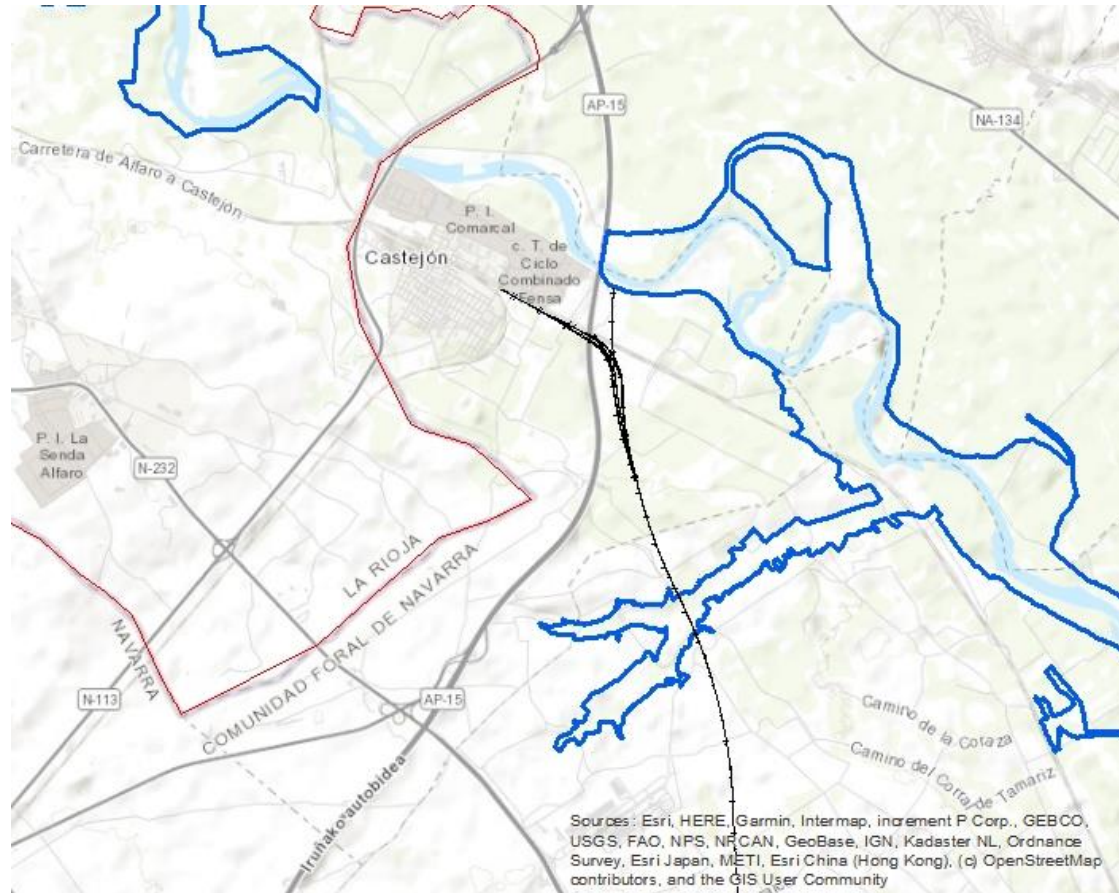 AP-15
NA-134
Carretera de Alfaro a Castejón
P. I.
Comarcal
c. T. de
Ciclo
Combinado
Fensa
Castejón
P. I. La
Senda
Alfaro
N-232
LA RIOJA
NAVARRA
COMUNIDAD FORAL DE NAVARRA
N-113
AP-15
Iruñako autobidea
Camino de la Cotaza
Camino del Corral de Tamariz
Sources: Esri, HERE, Garmin, Intermap, increment P Corp., GEBCO,
USGS, FAO, NPS, NRCAN, GeoBase, IGN, Kadaster NL, Ordnance
Survey, Esri Japan, METI, Esri China (Hong Kong), (c) OpenStreetMap
contributors, and the GIS User Community